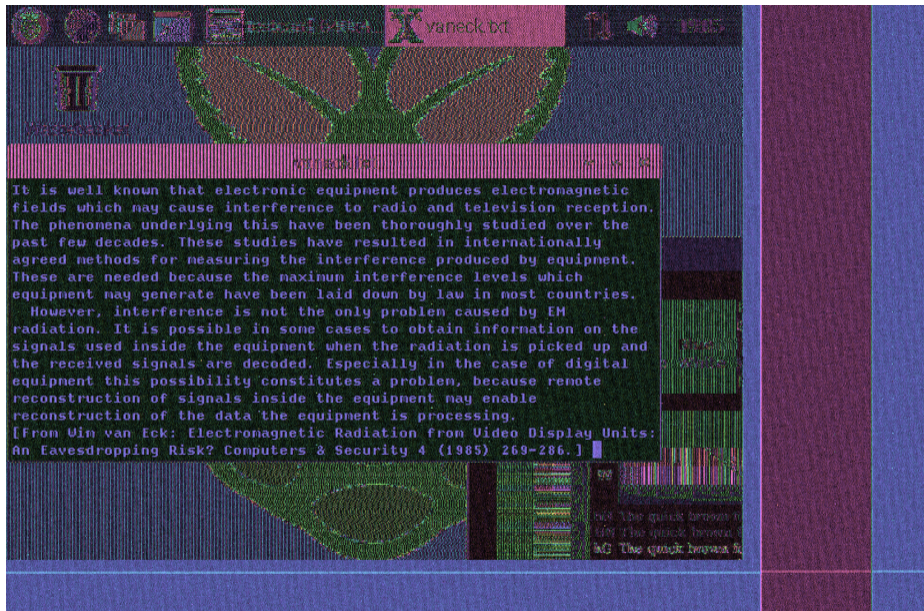 vaneck.txt
It is well known that electronic equipment produces electromagnetic
fields which may cause interference to radio and television reception.
The phenomena underlying this have been thoroughly studied over the
past few decades. These studies have resulted in internationally
agreed methods for measuring the interference produced by equipment.
These are needed because the maximum interference levels which
equipment may generate have been laid down by law in most countries.
However, interference is not the only problem caused by EM
radiation. It is possible in some cases to obtain information on the
signals used inside the equipment when the radiation is picked up and
the received signals are decoded. Especially in the case of digital
equipment this possibility constitutes a problem, because remote
reconstruction of signals inside the equipment may enable
reconstruction of the data the equipment is processing.
[From Wim van Eck: Electromagnetic Radiation from Video Display Units:
An Eavesdropping Risk? Computers & Security 4 (1985) 269-286.]
The quick brown
The quick brown
The quick brown